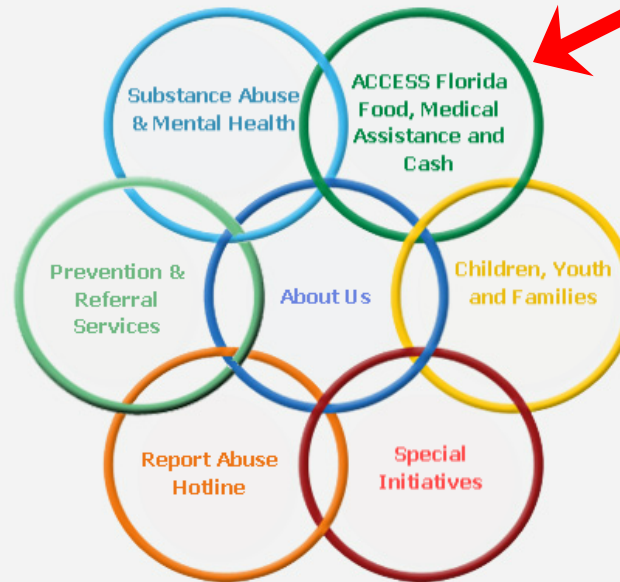 Substance Abuse
& Mental Health
ACCESS Florida
Food, Medical
Assistance and
Cash
Prevention &
Referral
Services
About Us
Children, Youth
and Families
Report Abuse
Hotline
Special
Initiatives